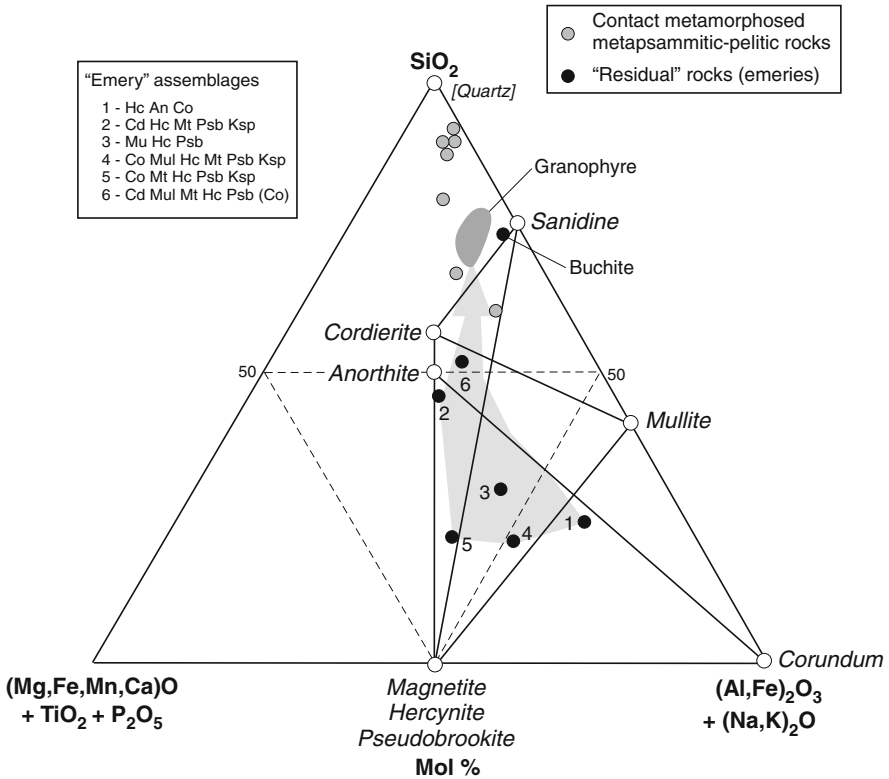 Contact metamorphosed
metapsammitic-pelitic rocks
“Residual” rocks (emeries)
“Emery” assemblages
1 - Hc An Co
2 - Cd Hc Mt Psb Ksp
3 - Mu Hc Psb
4 - Co Mul Hc Mt Psb Ksp
5 - Co Mt Hc Psb Ksp
6 - Cd Mul Mt Hc Psb (Co)
SiO₂
[Quartz]
Granophyre
Sanidine
Buchite
Cordierite
50
Anorthite
50
6
2
Mullite
3
1
5
4
Corundum
(Mg,Fe,Mn,Ca)O
+ TiO₂ + P₂O₅
Magnetite
Hercynite
Pseudobrookite
Mol %
(Al,Fe)₂O₃
+ (Na,K)₂O